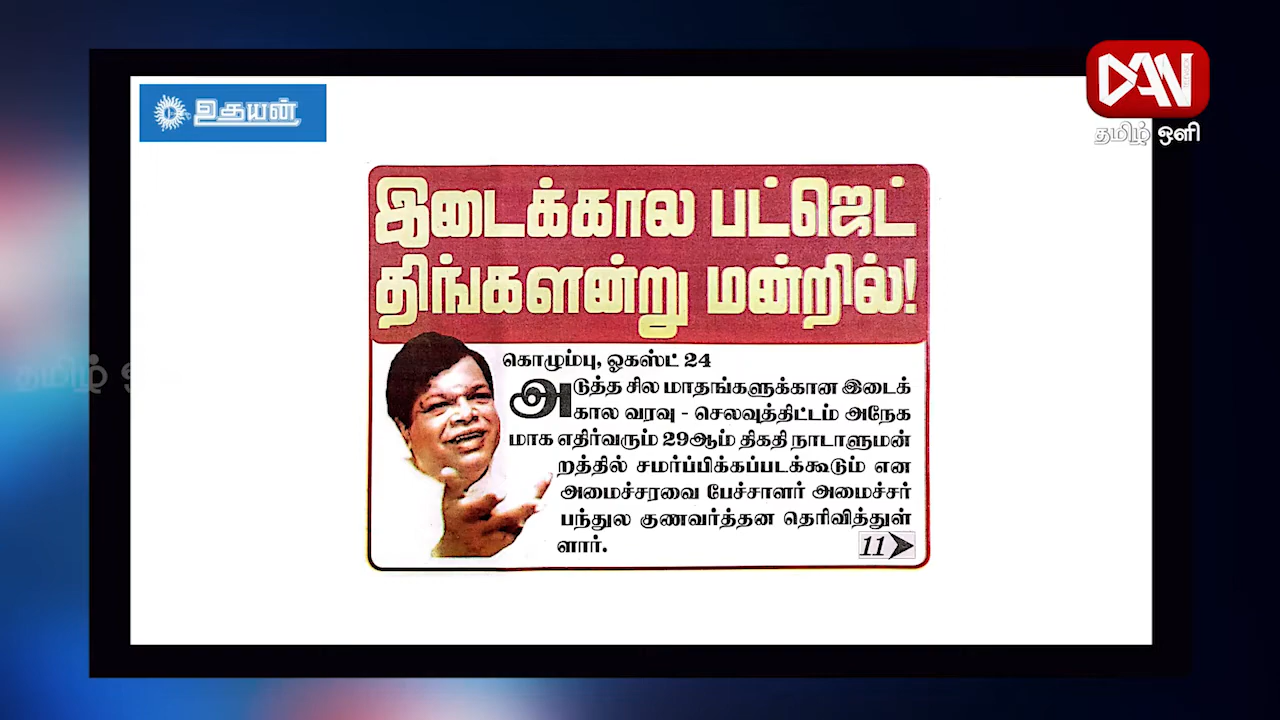 உதயன்
DAN
தமிழ் ஒளி
இடைக்கால பட்ஜெட்
திங்களன்று மன்றில்!
கொழும்பு, ஓகஸ்ட் 24
அடுத்த சில மாதங்களுக்கான இடைக்
கால வரவு - செலவுத்திட்டம் அநேக
மாக எதிர்வரும் 29ஆம் திகதி நாடாளுமன்
றத்தில் சமர்ப்பிக்கப்படக்கூடும் என
அமைச்சரவை பேச்சாளர் அமைச்சர்
பந்துல குணவர்த்தன தெரிவித்துள்
ளார்.
11
தமிழ் ஒ